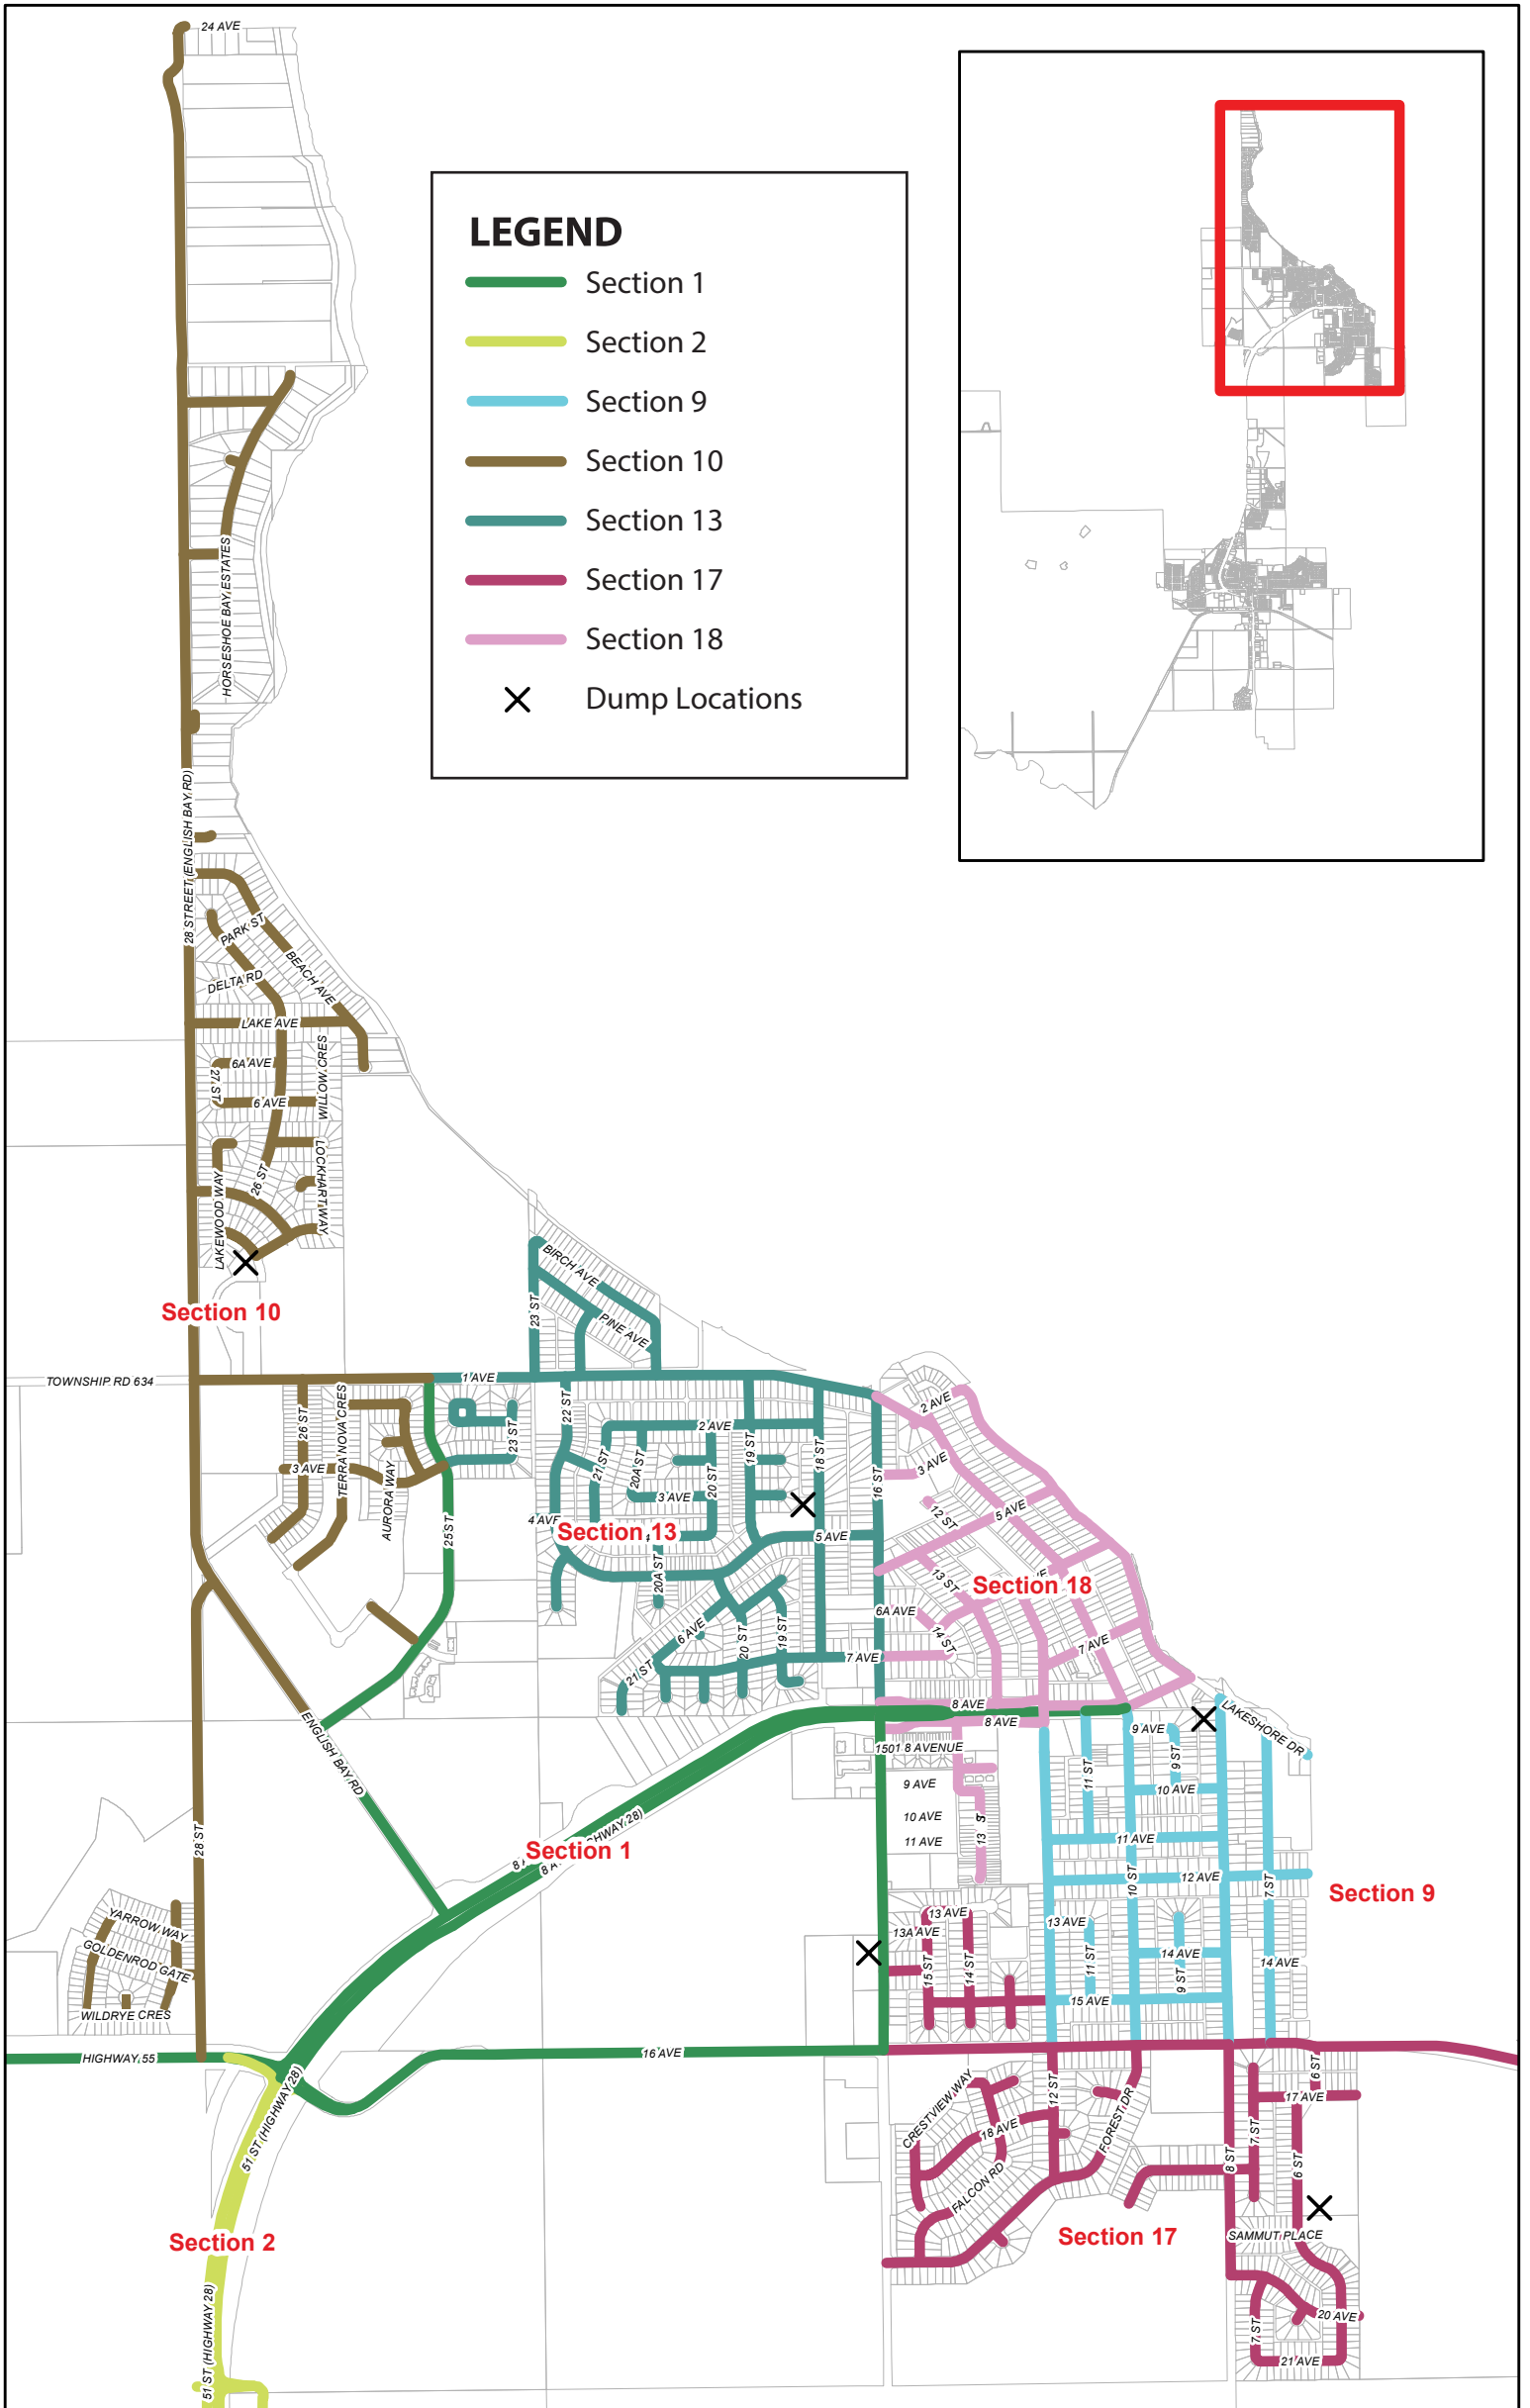 24 AVE
LEGEND
Section 1
Section 2
Section 9
Section 10
Section 13
Section 17
Section 18
Dump Locations
HORSESHOE BAY ESTATES
28 STREET (ENGLISH BAY RD)
PARK ST
BEACH AVE
DELTA RD
LAKE AVE
6A AVE
27 ST
WILLOW CRES
6 AVE
LOCKHART WAY
26 ST
LAKEWOOD WAY
Section 10
TOWNSHIP RD 634
BIRCH AVE
23 ST
PINE AVE
1 AVE
26 ST
TERRA NOVA CRES
3 AVE
AURORA WAY
25 ST
23 ST
22 ST
2 AVE
21 ST
20A ST
20 ST
19 ST
18 ST
16 ST
3 AVE
4 AVE
Section 13
5 AVE
20A ST
6 AVE
21 ST
20 ST
19 ST
7 AVE
2 AVE
3 AVE
12 ST
5 AVE
13 ST
Section 18
6A AVE
14 ST
7 AVE
8 AVE
8 AVE
1501 8 AVENUE
9 AVE
10 AVE
11 AVE
13 ST
LAKESHORE DR
9 AVE
9 ST
11 ST
10 AVE
11 AVE
12 AVE
10 ST
7 ST
Section 9
ENGLISH BAY RD
28 ST
HWAY 28)
Section 1
YARROW WAY
GOLDENROD GATE
WILDRYE CRES
HIGHWAY 55
13 AVE
13A AVE
15 ST
14 ST
13 AVE
11 ST
14 AVE
9 ST
14 AVE
15 AVE
16 AVE
51 ST (HIGHWAY 28)
Section 2
51 ST (HIGHWAY 28)
CRESTVIEW WAY
18 AVE
12 ST
FOREST DR
FALCON RD
Section 17
6 ST
17 AVE
7 ST
8 ST
6 ST
SAMMUT PLACE
20 AVE
7 ST
21 AVE